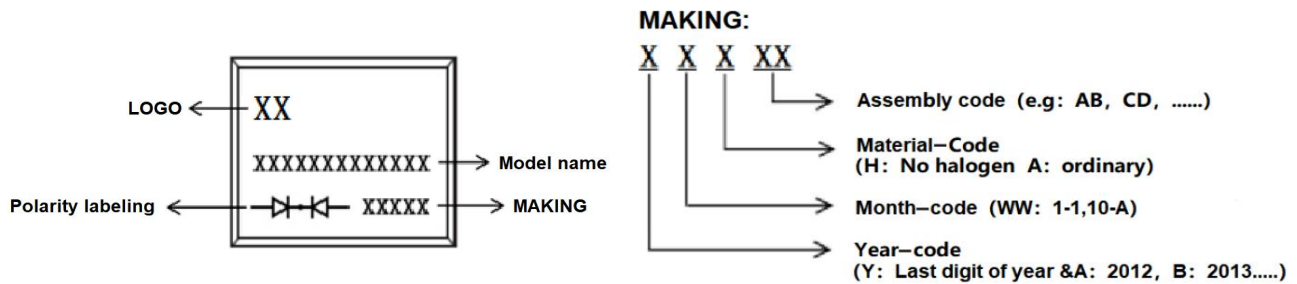 LOGO
XX
XXXXXXXXXXXXX
Model name
Polarity labeling
XXXXX
MAKING
MAKING:
X X X XX
Assembly code (e.g: AB, CD, ......)
Material-Code
(H: No halogen A: ordinary)
Month-code (WW: 1-1,10-A)
Year-code
(Y: Last digit of year &A: 2012, B: 2013.....)